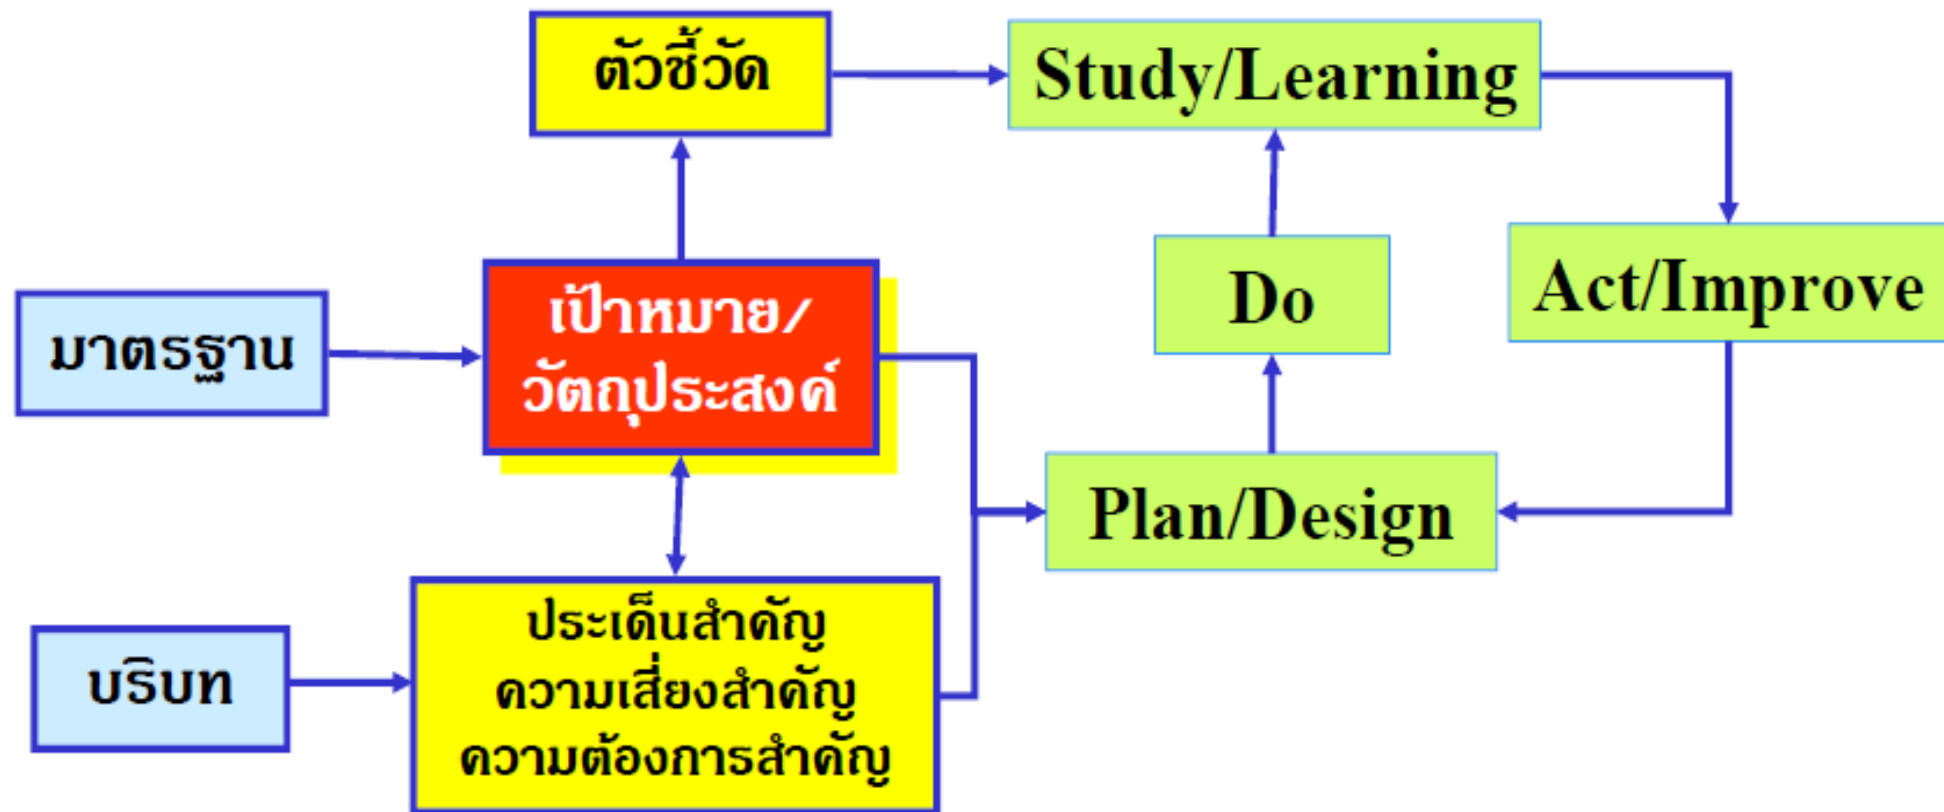 ตัวชี้วัด
Study/Learning
มาตรฐาน
เป้าหมาย/
วัตถุประสงค์
Do
Act/Improve
Plan/Design
บริบท
ประเด็นสำคัญ
ความเสี่ยงสำคัญ
ความต้องการสำคัญ